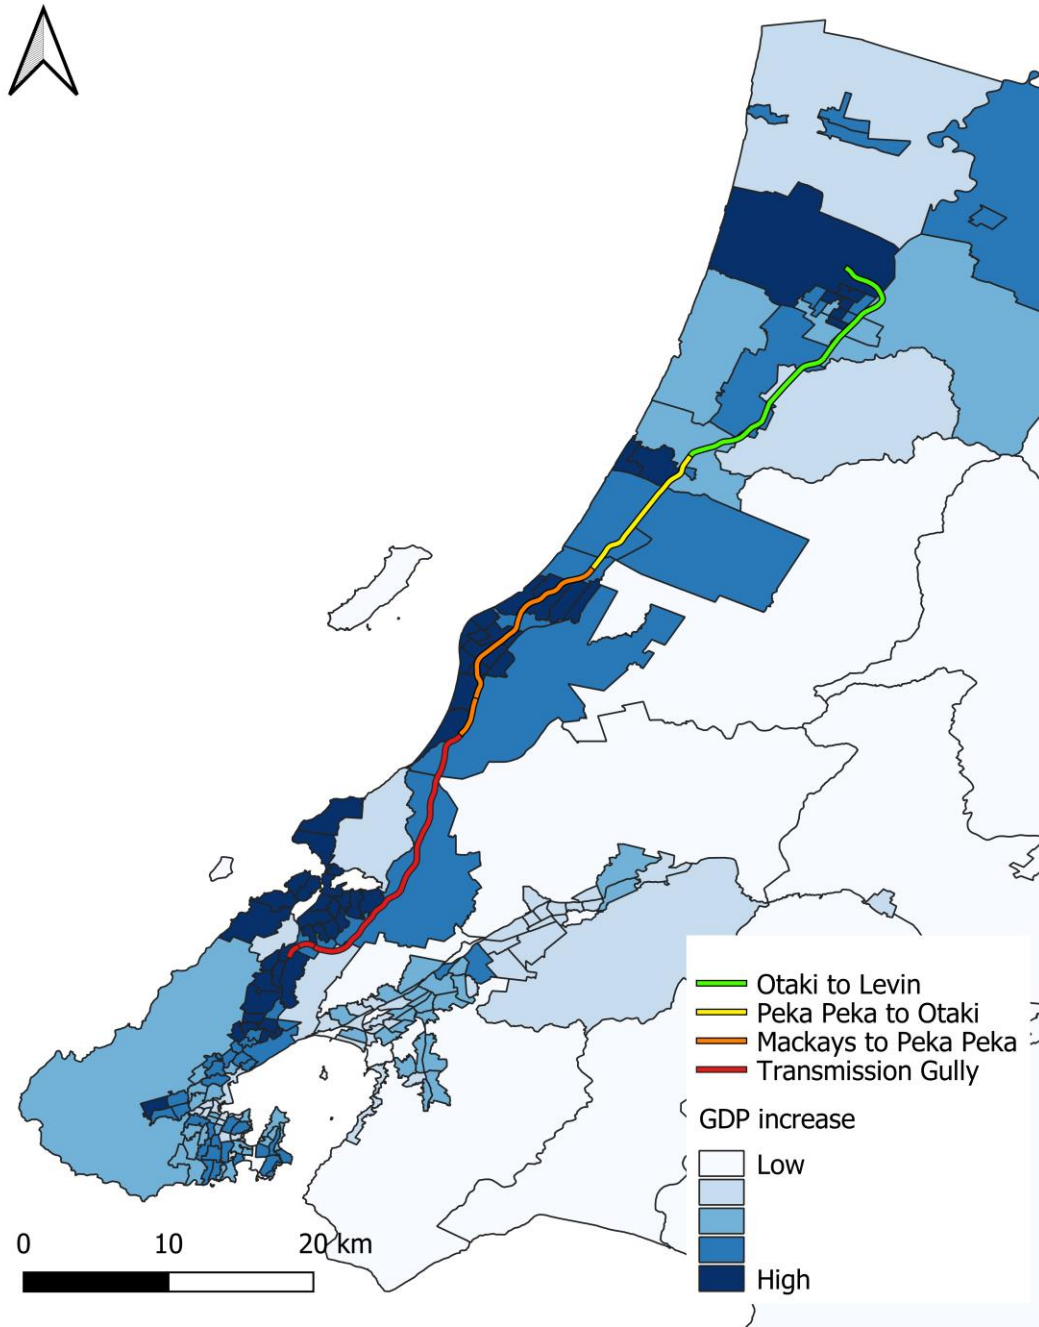 Otaki to Levin
Peka Peka to Otaki
Mackays to Peka Peka
Transmission Gully
GDP increase
Low
High
0 10 20 km